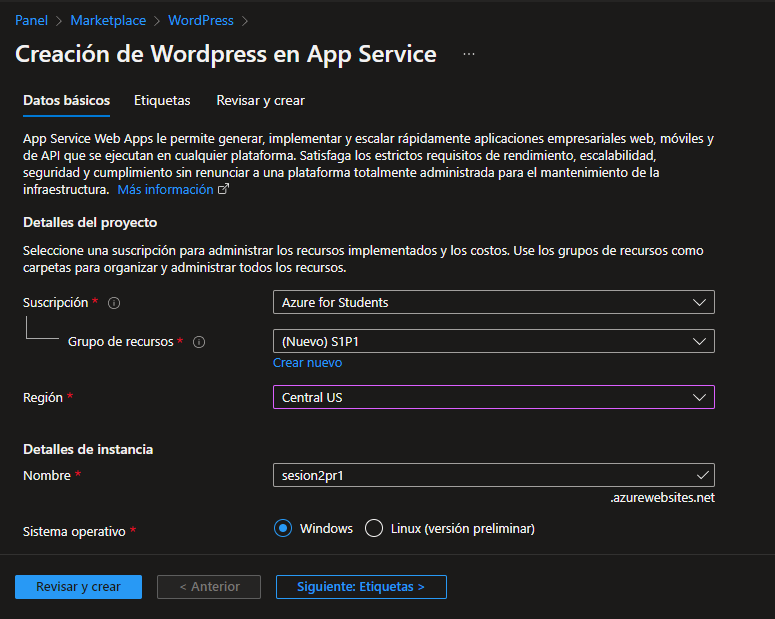 Panel > Marketplace > WordPress >
Creación de Wordpress en App Service ...
Datos básicos Etiquetas Revisar y crear
App Service Web Apps le permite generar, implementar y escalar rápidamente aplicaciones empresariales web, móviles y
de API que se ejecutan en cualquier plataforma. Satisfaga los estrictos requisitos de rendimiento, escalabilidad,
seguridad y cumplimiento sin renunciar a una plataforma totalmente administrada para el mantenimiento de la
infraestructura. Más información
Detalles del proyecto
Seleccione una suscripción para administrar los recursos implementados y los costos. Use los grupos de recursos como
carpetas para organizar y administrar todos los recursos.
Suscripción * Azure for Students
Grupo de recursos * (Nuevo) S1P1
Crear nuevo
Región * Central US
Detalles de instancia
Nombre * sesion2pr1
.azurewebsites.net
Sistema operativo * Windows Linux (versión preliminar)
Revisar y crear < Anterior Siguiente: Etiquetas >